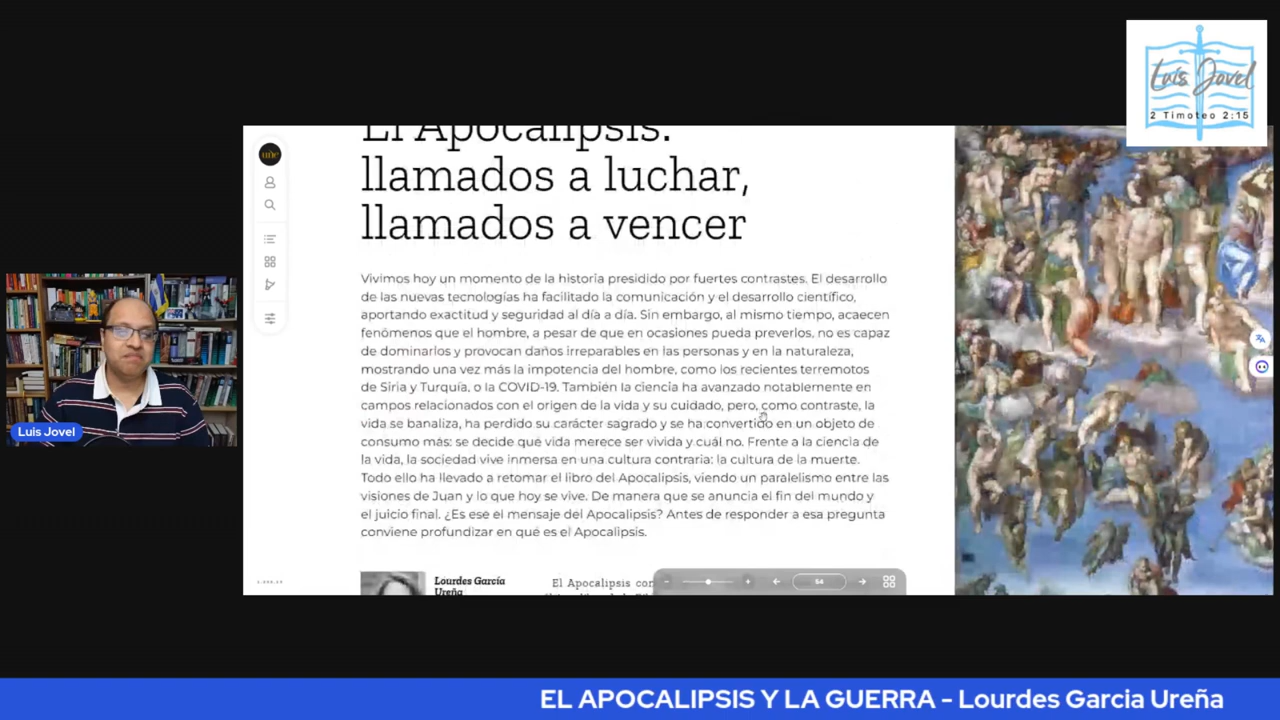 Luis Jovel
2 Timoteo 2:15
El Apocalipsis:
llamados a luchar,
llamados a vencer
Vivimos hoy un momento de la historia presidido por fuertes contrastes. El desarrollo
de las nuevas tecnologías ha facilitado la comunicación y el desarrollo científico,
aportando exactitud y seguridad al día a día. Sin embargo, al mismo tiempo, acaecen
fenómenos que el hombre, a pesar de que en ocasiones pueda preverlos, no es capaz
de dominarlos y provocan daños irreparables en las personas y en la naturaleza,
mostrando una vez más la impotencia del hombre, como los recientes terremotos
de Siria y Turquía, o la COVID-19. También la ciencia ha avanzado notablemente en
campos relacionados con el origen de la vida y su cuidado, pero, como contraste, la
vida se banaliza, ha perdido su carácter sagrado y se ha convertido en un objeto de
consumo más: se decide qué vida merece ser vivida y cuál no. Frente a la ciencia de
la vida, la sociedad vive inmersa en una cultura contraria: la cultura de la muerte.
Todo ello ha llevado a retomar el libro del Apocalipsis, viendo un paralelismo entre las
visiones de Juan y lo que hoy se vive. De manera que se anuncia el fin del mundo y
el juicio final. ¿Es ese el mensaje del Apocalipsis? Antes de responder a esa pregunta
conviene profundizar en qué es el Apocalipsis.
Lourdes García
Ureña
El Apocalipsis con
64
Luis Jovel
EL APOCALIPSIS Y LA GUERRA - Lourdes Garcia Ureña